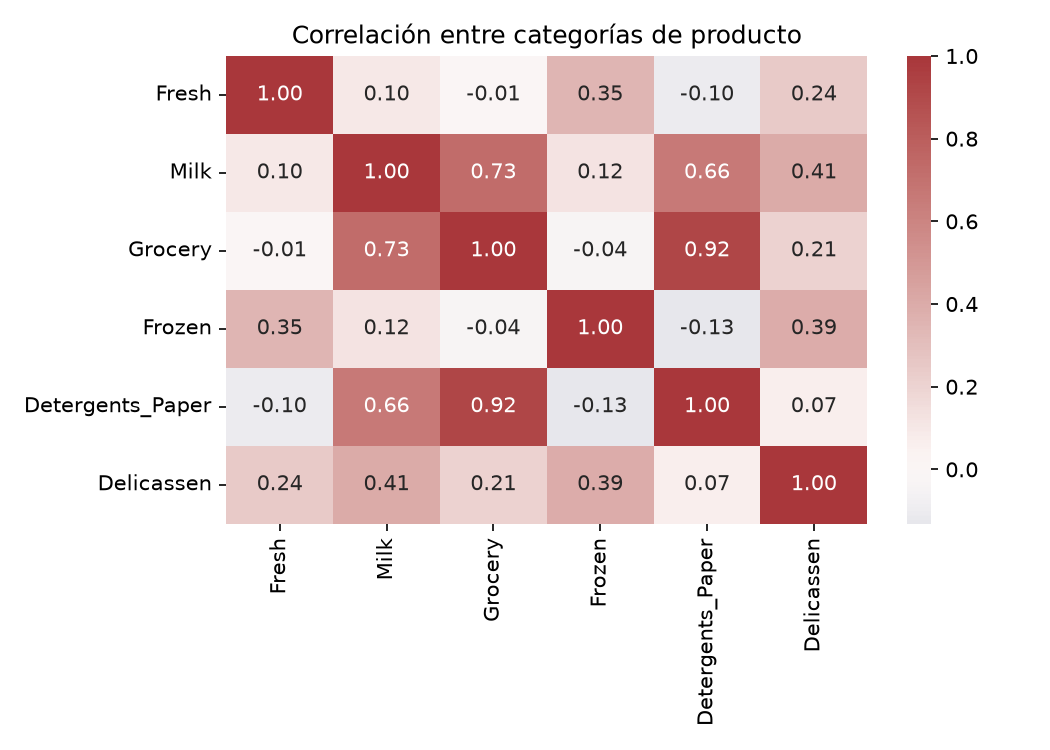 Correlación entre categorías de producto
Fresh 1.00 0.10 -0.01 0.35 -0.10 0.24
Milk 0.10 1.00 0.73 0.12 0.66 0.41
Grocery -0.01 0.73 1.00 -0.04 0.92 0.21
Frozen 0.35 0.12 -0.04 1.00 -0.13 0.39
Detergents_Paper -0.10 0.66 0.92 -0.13 1.00 0.07
Delicassen 0.24 0.41 0.21 0.39 0.07 1.00
Fresh
Milk
Grocery
Frozen
Detergents_Paper
Delicassen
1.0
0.8
0.6
0.4
0.2
0.0